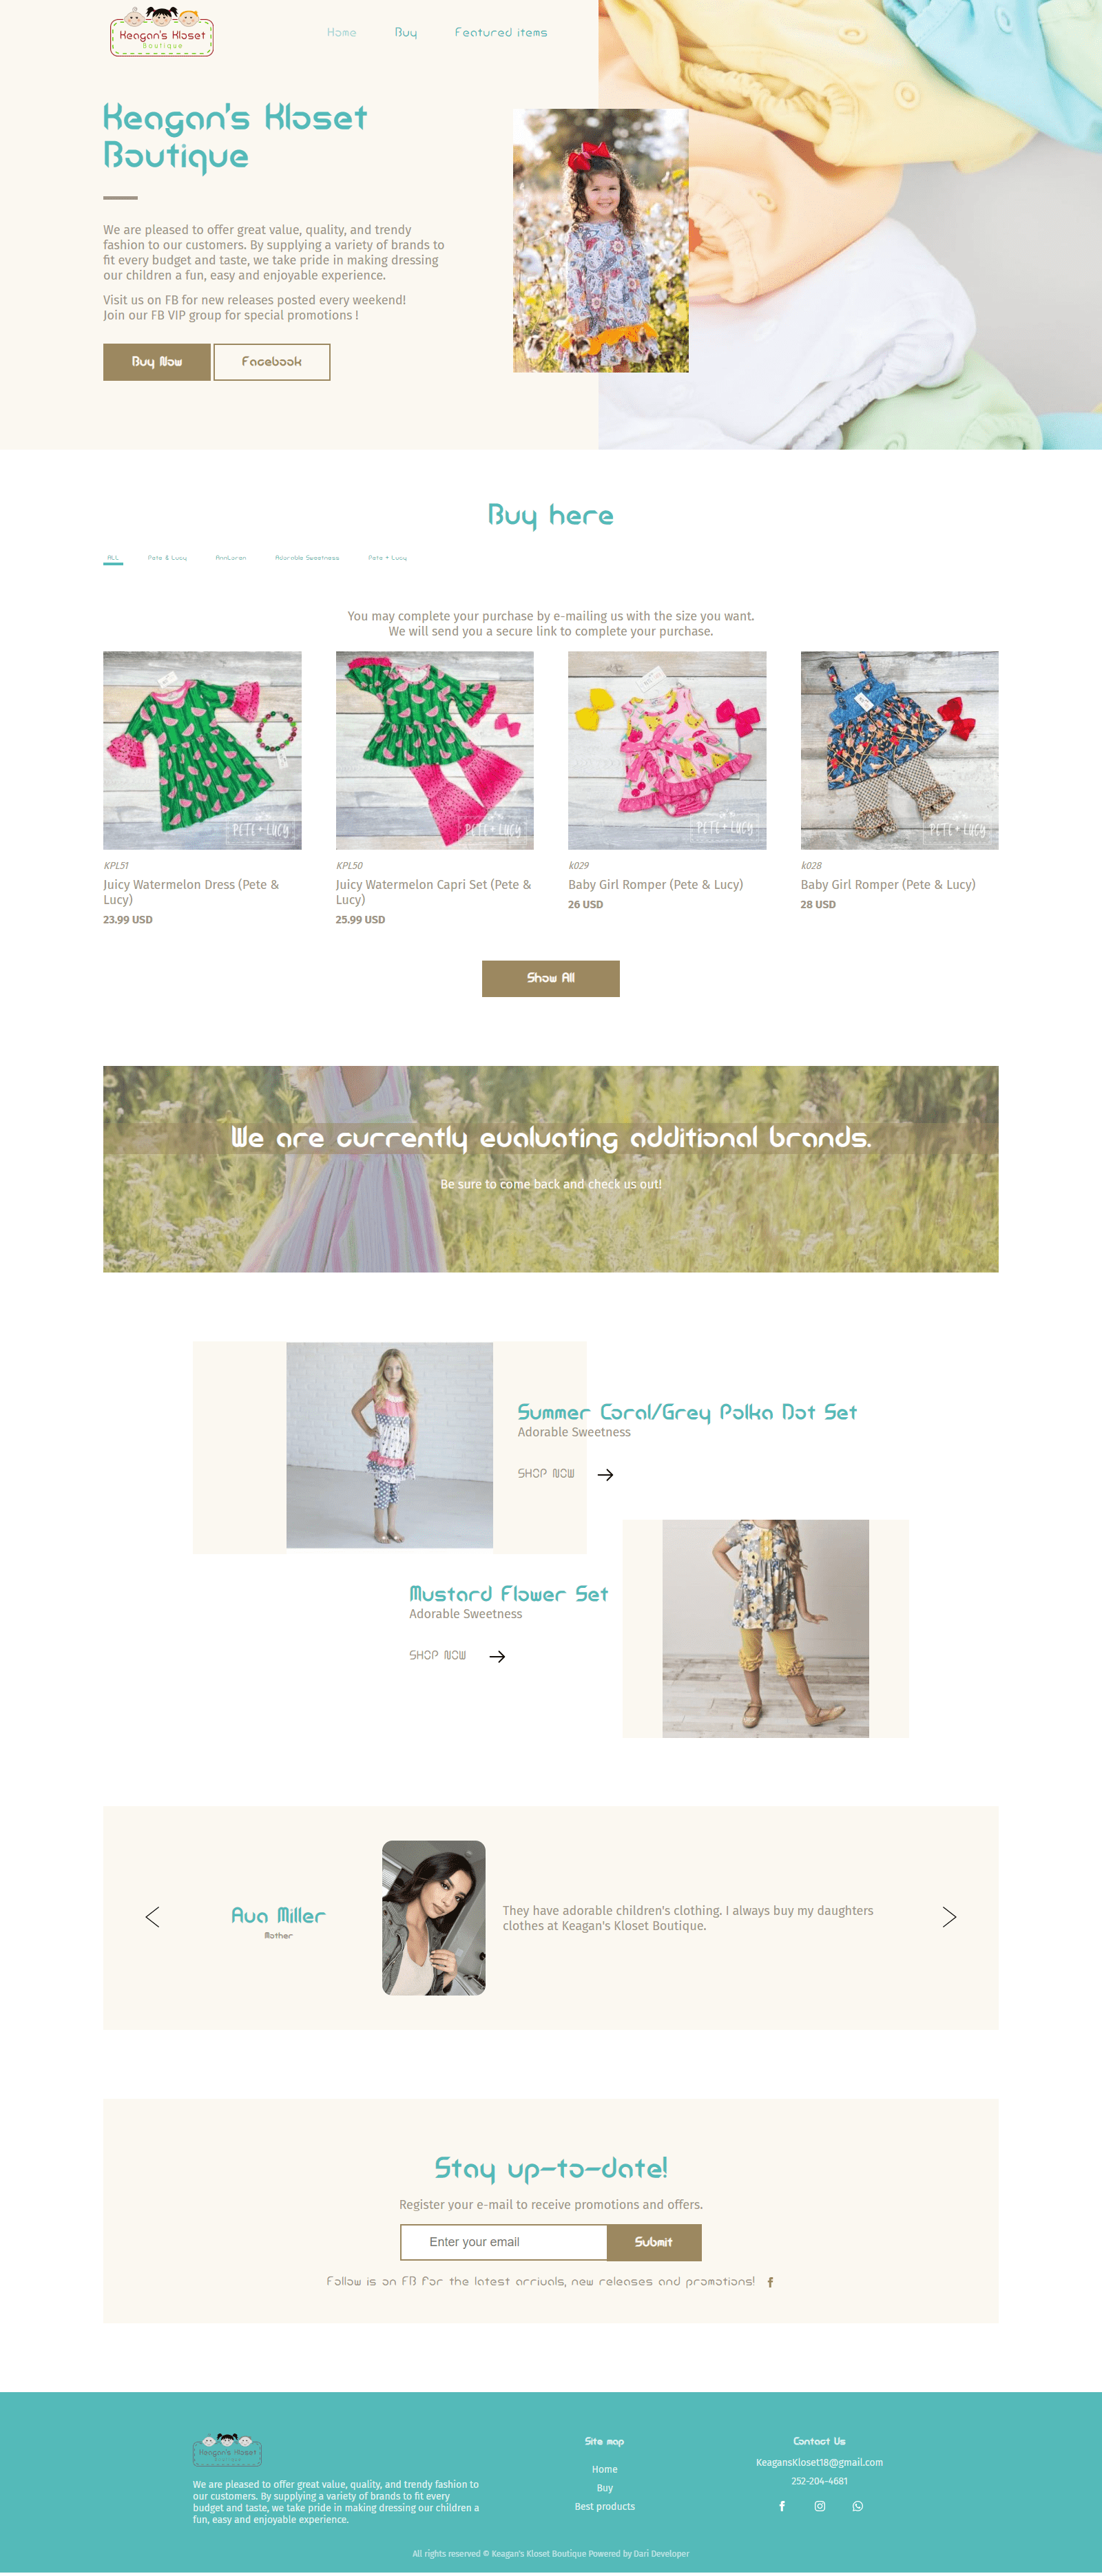 Keagan's Kloset
Boutique
Home
Buy
Featured items
Keagan's Kloset
Boutique
We are pleased to offer great value, quality, and trendy
fashion to our customers. By supplying a variety of brands to
fit every budget and taste, we take pride in making dressing
our children a fun, easy and enjoyable experience.
Visit us on FB for new releases posted every weekend!
Join our FB VIP group for special promotions !
Buy Now
Facebook
Buy here
ALL
Pete & Lucy
AnnLoren
Adorable Sweetness
Pete + Lucy
You may complete your purchase by e-mailing us with the size you want.
We will send you a secure link to complete your purchase.
PETE + LUCY
PETE + LUCY
PETE + LUCY
PETE + LUCY
KPL51
Juicy Watermelon Dress (Pete &
Lucy)
23.99 USD
KPL50
Juicy Watermelon Capri Set (Pete &
Lucy)
25.99 USD
k029
Baby Girl Romper (Pete & Lucy)
26 USD
k028
Baby Girl Romper (Pete & Lucy)
28 USD
Show All
We are currently evaluating additional brands.
Be sure to come back and check us out!
Summer Coral/Grey Polka Dot Set
Adorable Sweetness
SHOP NOW
Mustard Flower Set
Adorable Sweetness
SHOP NOW
Ava Miller
Mother
They have adorable children's clothing. I always buy my daughters
clothes at Keagan's Kloset Boutique.
Stay up-to-date!
Register your e-mail to receive promotions and offers.
Enter your email
Submit
Follow is on FB for the latest arrivals, new releases and promotions!
Keagan's Kloset
Boutique
We are pleased to offer great value, quality, and trendy fashion to
our customers. By supplying a variety of brands to fit every
budget and taste, we take pride in making dressing our children a
fun, easy and enjoyable experience.
Site map
Home
Buy
Best products
Contact Us
KeagansKloset18@gmail.com
252-204-4681
All rights reserved © Keagan's Kloset Boutique Powered by Dari Developer